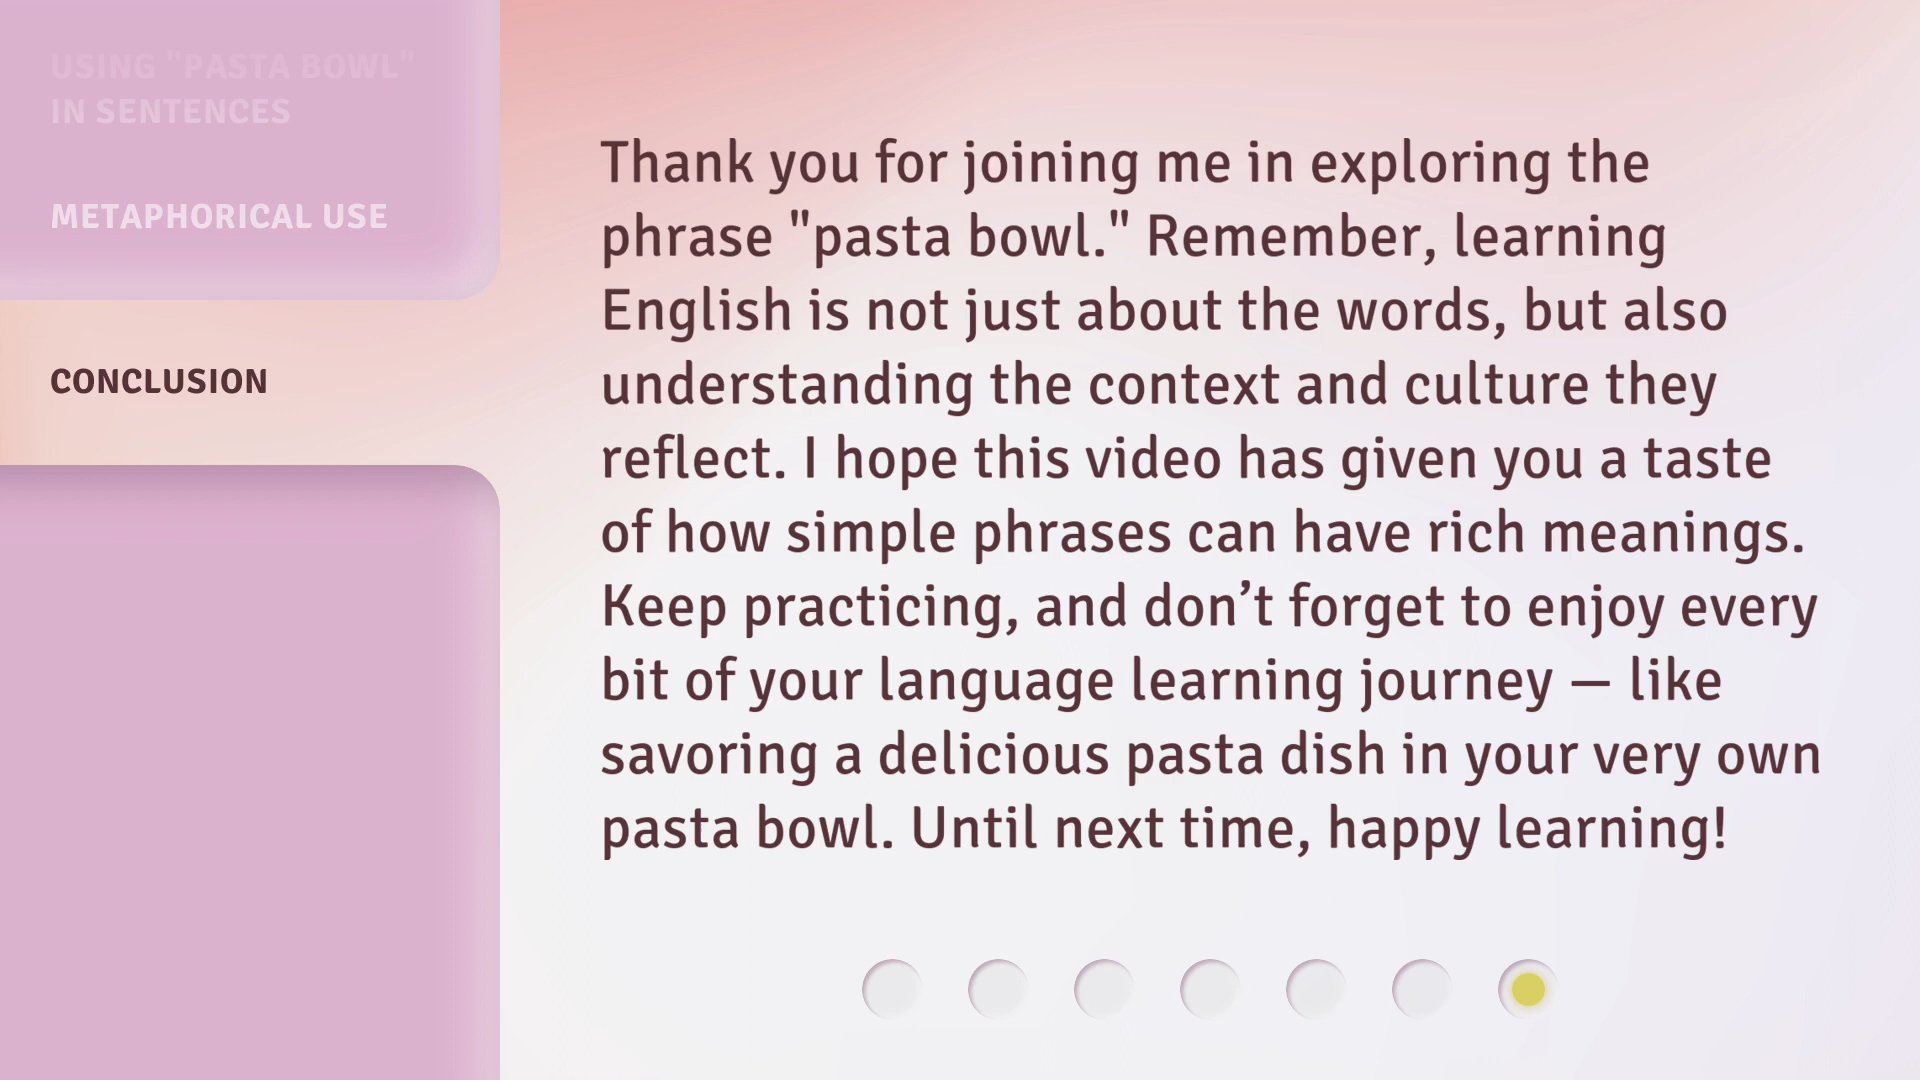 USING "PASTA BOWL"
IN SENTENCES
METAPHORICAL USE
CONCLUSION
Thank you for joining me in exploring the
phrase "pasta bowl." Remember, learning
English is not just about the words, but also
understanding the context and culture they
reflect. I hope this video has given you a taste
of how simple phrases can have rich meanings.
Keep practicing, and don’t forget to enjoy every
bit of your language learning journey — like
savoring a delicious pasta dish in your very own
pasta bowl. Until next time, happy learning!